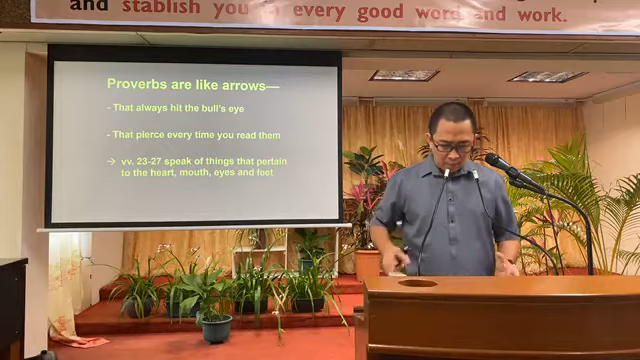 and stablish you in every good word and work.
Proverbs are like arrows—
- That always hit the bull's eye
- That pierce every time you read them
→ vv. 23-27 speak of things that pertain
to the heart, mouth, eyes and feet